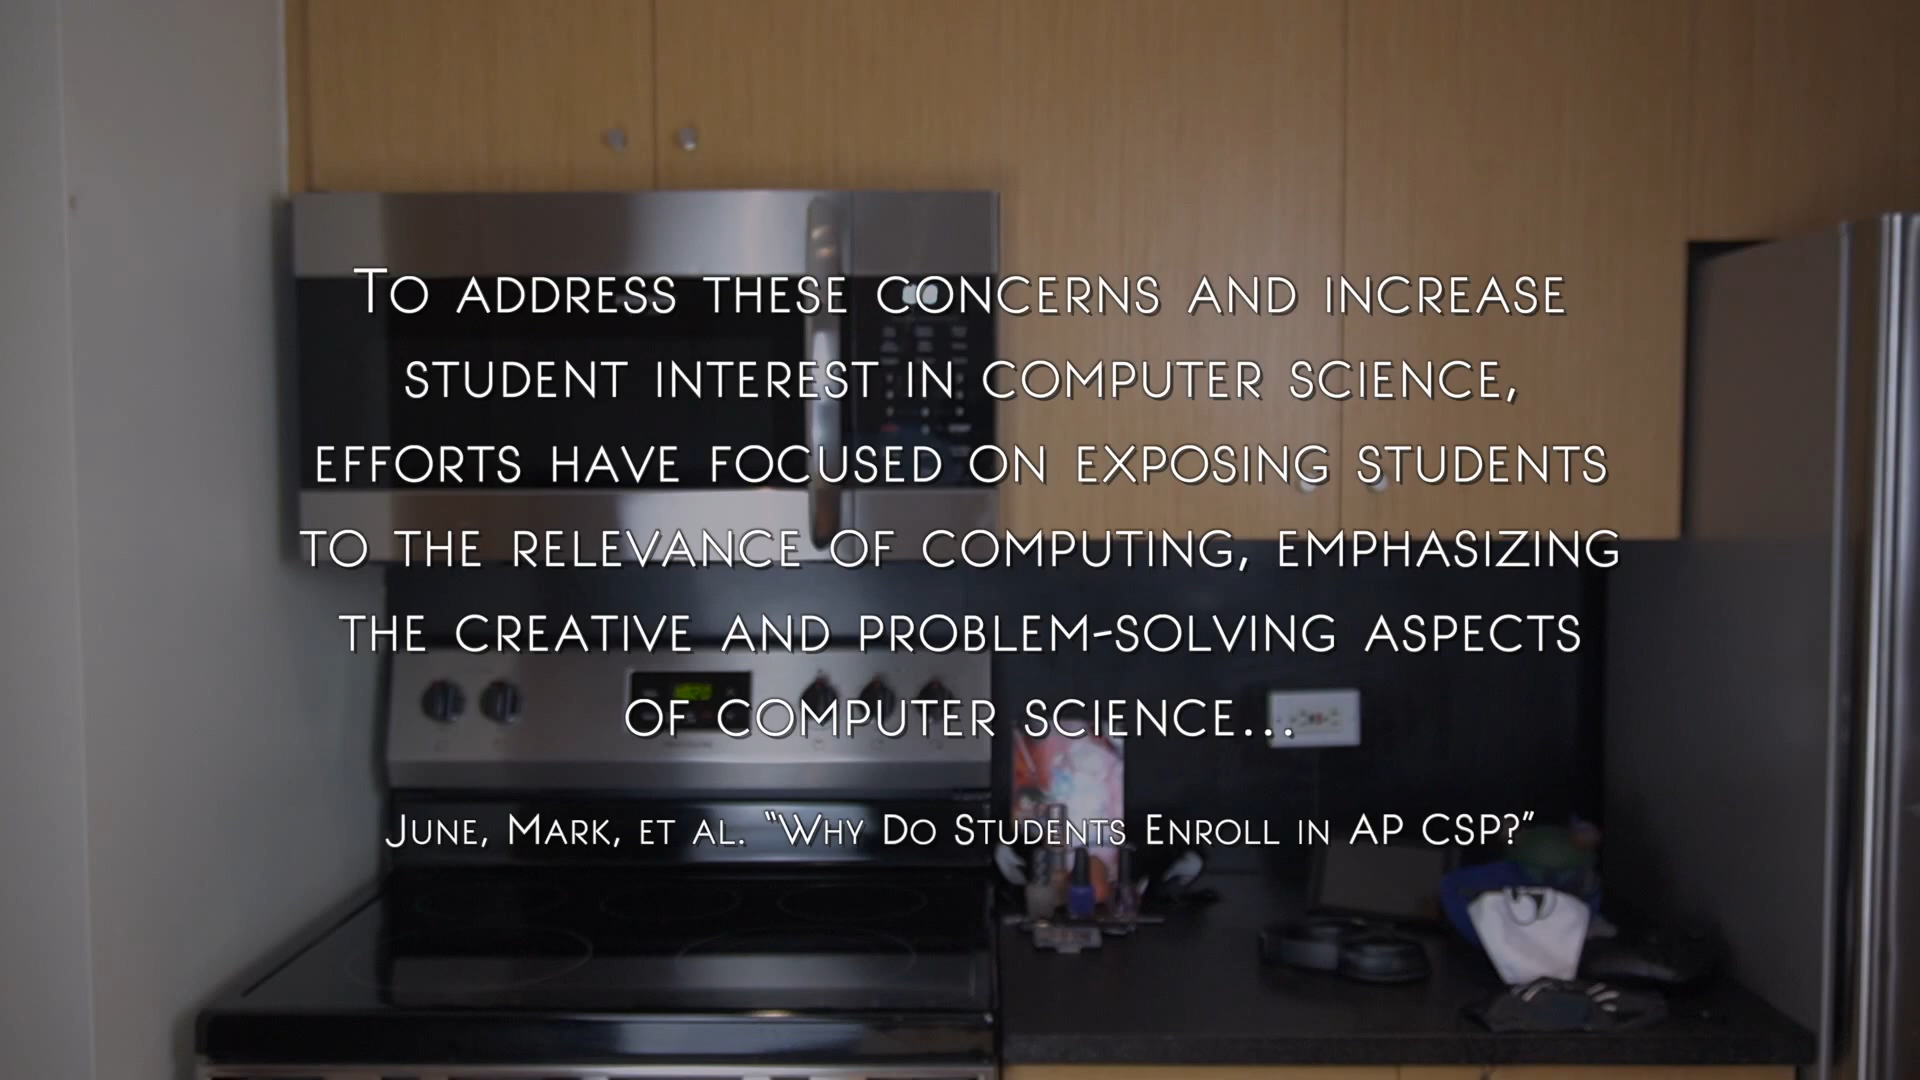 To address these concerns and increase
student interest in computer science,
efforts have focused on exposing students
to the relevance of computing, emphasizing
the creative and problem-solving aspects
of computer science...
June, Mark, et al. "Why Do Students Enroll in AP CSP?"